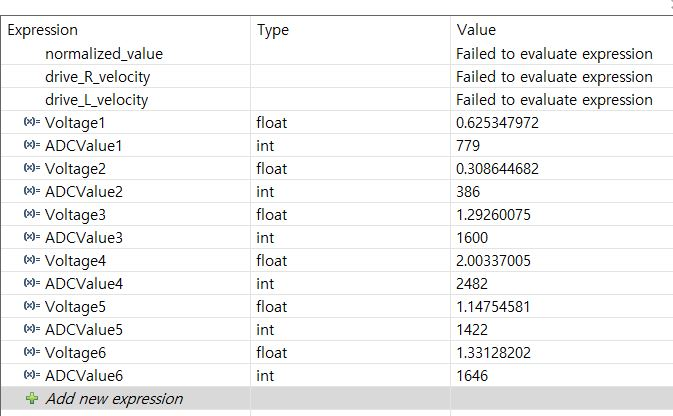 Expression Type Value
normalized_value Failed to evaluate expression
drive_R_velocity Failed to evaluate expression
drive_L_velocity Failed to evaluate expression
(x)= Voltage1 float 0.625347972
(x)= ADCValue1 int 779
(x)= Voltage2 float 0.308644682
(x)= ADCValue2 int 386
(x)= Voltage3 float 1.29260075
(x)= ADCValue3 int 1600
(x)= Voltage4 float 2.00337005
(x)= ADCValue4 int 2482
(x)= Voltage5 float 1.14754581
(x)= ADCValue5 int 1422
(x)= Voltage6 float 1.33128202
(x)= ADCValue6 int 1646
Add new expression